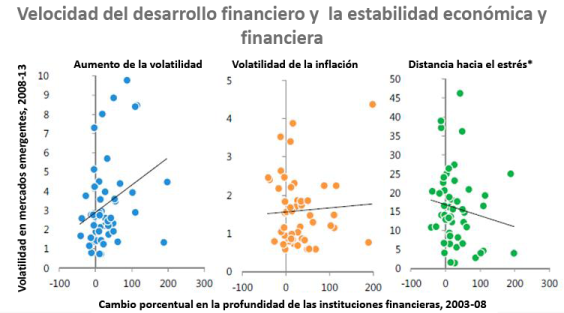 Velocidad del desarrollo financiero y la estabilidad económica y
financiera
Volatilidad en mercados emergentes, 2008-13
Aumento de la volatilidad
10
9
8
7
6
5
4
3
2
1
0
-100 0 100 200 300
Volatilidad de la inflación
5
4
3
2
1
0
-100 0 100 200
Distancia hacia el estrés*
50
45
40
35
30
25
20
15
10
5
0
-100 0 100 200 300
Cambio porcentual en la profundidad de las instituciones financieras, 2003-08